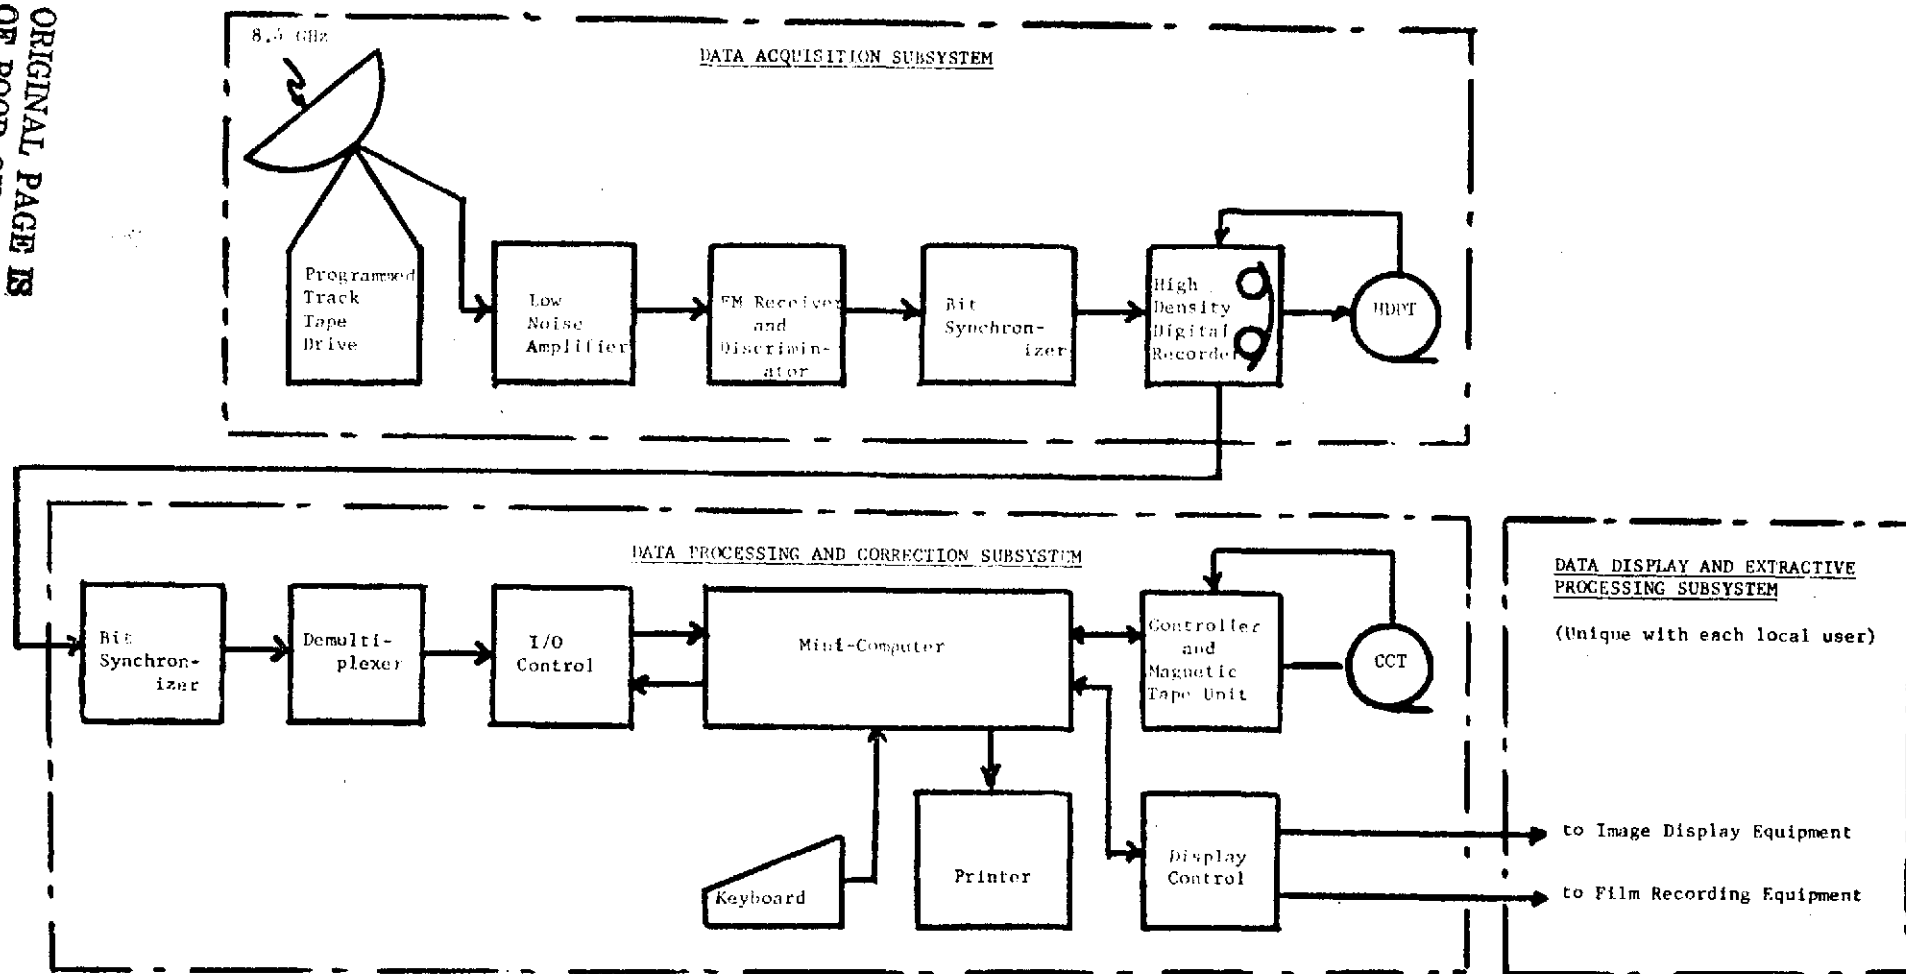 ORIGINAL PAGE IS
OF POOR
GHz
DATA ACQUISITION SUBSYSTEM
Programmed
Track
Tape
Drive
Low
Noise
Amplifier
FM Receiver
and
Discrimin-
ator
Bit
Synchron-
izer
High
Density
Digital
Recorder
DATA PROCESSING AND CORRECTION SUBSYSTEM
Bit
Synchron-
izer
Demulti-
plexer
I/O
Control
Mini-Computer
Controller
and
Magnetic
Tape Unit
CCT
Keyboard
Printer
Display
Control
DATA DISPLAY AND EXTRACTIVE
PROCESSING SUBSYSTEM
(Unique with each local user)
to Image Display Equipment
to Film Recording Equipment